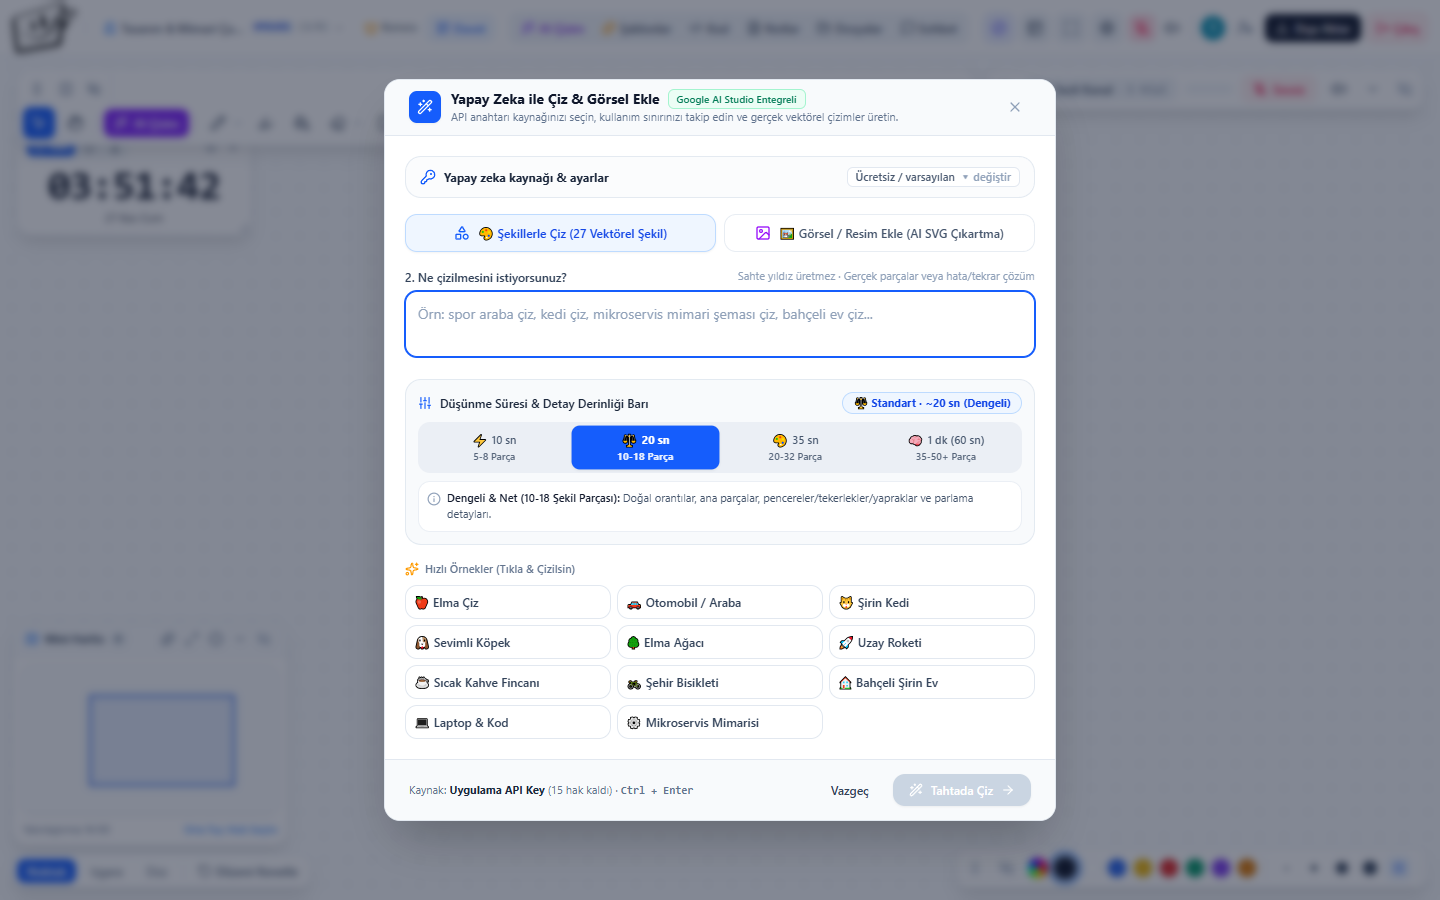 Yapay Zeka ile Çiz & Görsel Ekle
Google AI Studio Entegreli
API anahtarı kaynağınızı seçin, kullanım sınırınızı takip edin ve gerçek vektörel çizimler üretin.
Yapay zeka kaynağı & ayarlar
Ücretsiz / varsayılan ▾ değiştir
Şekillerle Çiz (27 Vektörel Şekil)
Görsel / Resim Ekle (AI SVG Çıkartma)
2. Ne çizilmesini istiyorsunuz?
Sahte yıldız üretmez · Gerçek parçalar veya hata/tekrar çözüm
Örn: spor araba çiz, kedi çiz, mikroservis mimari şeması çiz, bahçeli ev çiz...
Düşünme Süresi & Detay Derinliği Barı
Standart · ~20 sn (Dengeli)
10 sn
5-8 Parça
20 sn
10-18 Parça
35 sn
20-32 Parça
1 dk (60 sn)
35-50+ Parça
Dengeli & Net (10-18 Şekil Parçası): Doğal orantılar, ana parçalar, pencereler/tekerlekler/yapraklar ve parlama
detayları.
Hızlı Örnekler (Tıkla & Çizilsin)
Elma Çiz
Otomobil / Araba
Şirin Kedi
Sevimli Köpek
Elma Ağacı
Uzay Roketi
Sıcak Kahve Fincanı
Şehir Bisikleti
Bahçeli Şirin Ev
Laptop & Kod
Mikroservis Mimarisi
Kaynak: Uygulama API Key (15 hak kaldı) · Ctrl + Enter
Vazgeç
Tahtada Çiz
03:51:42